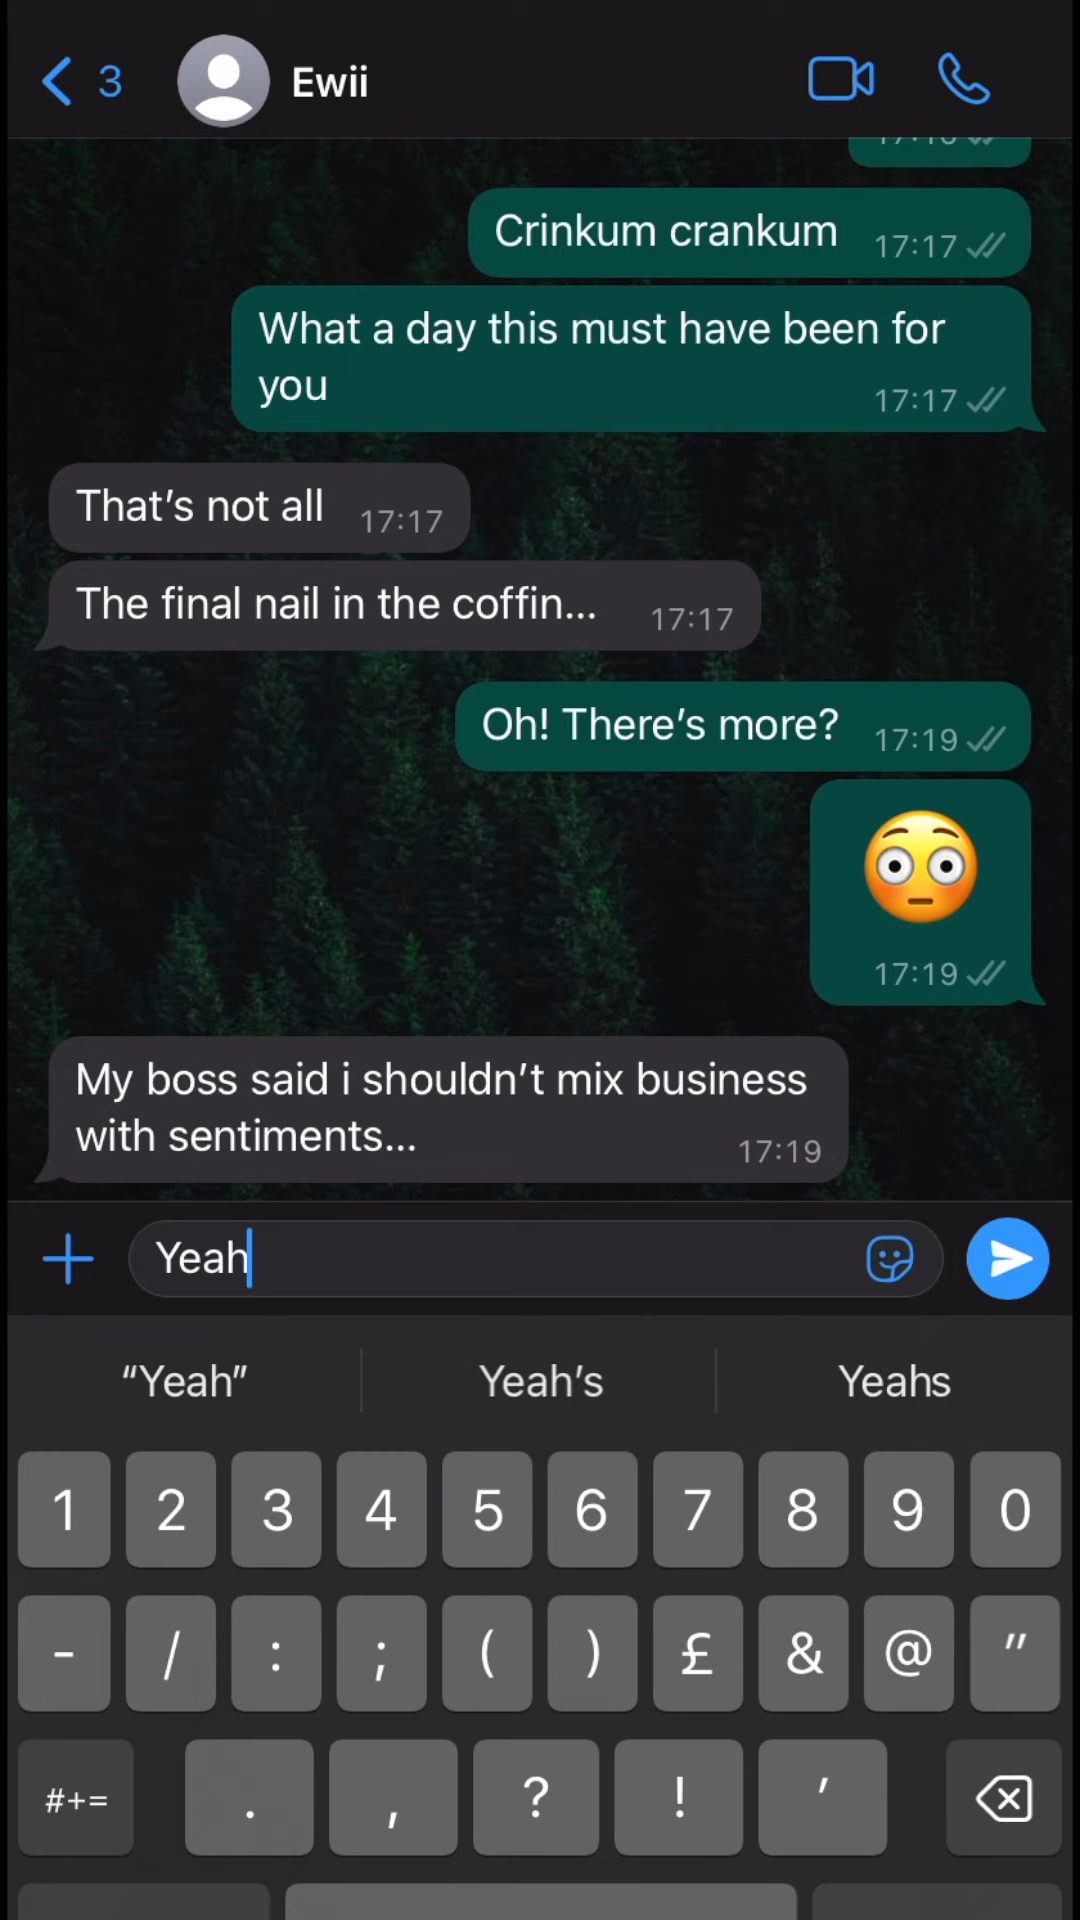 3
Ewii
Crinkum crankum
17:17
What a day this must have been for
you
17:17
That’s not all
17:17
The final nail in the coffin...
17:17
Oh! There’s more?
17:19
17:19
My boss said i shouldn’t mix business
with sentiments...
17:19
Yeah
“Yeah” Yeah’s Yeahs
1 2 3 4 5 6 7 8 9 0
- / : ; ( ) £ & @ "
#+= . , ? ! ’